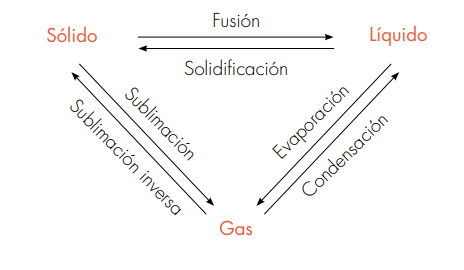 Fusión
Sólido
Líquido
Solidificación
Sublimación
Sublimación inversa
Evaporación
Condensación
Gas